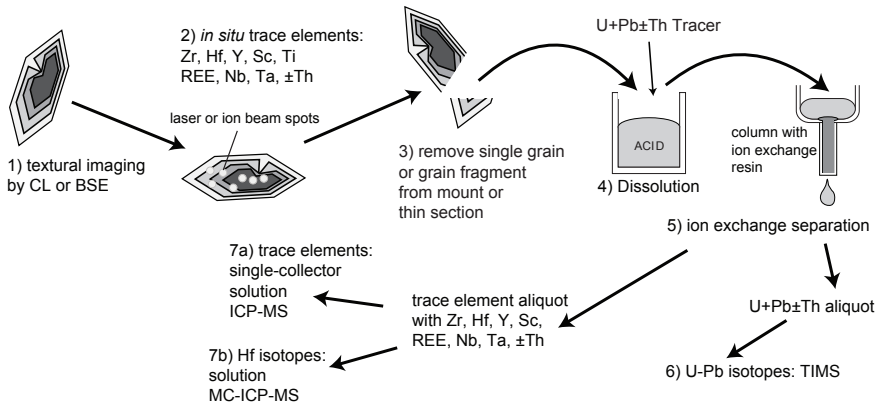 1) textural imaging
by CL or BSE
2) in situ trace elements:
Zr, Hf, Y, Sc, Ti
REE, Nb, Ta, ±Th
laser or ion beam spots
3) remove single grain
or grain fragment
from mount or
thin section
U+Pb±Th Tracer
ACID
4) Dissolution
column with
ion exchange
resin
5) ion exchange separation
U+Pb±Th aliquot
6) U-Pb isotopes: TIMS
trace element aliquot
with Zr, Hf, Y, Sc,
REE, Nb, Ta, ±Th
7a) trace elements:
single-collector
solution
ICP-MS
7b) Hf isotopes:
solution
MC-ICP-MS